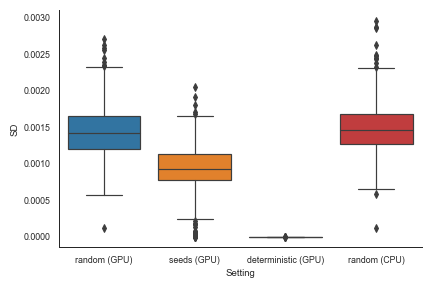 0.0030
0.0025
0.0020
0.0015
0.0010
0.0005
0.0000
SD
random (GPU)
seeds (GPU)
deterministic (GPU)
random (CPU)
Setting